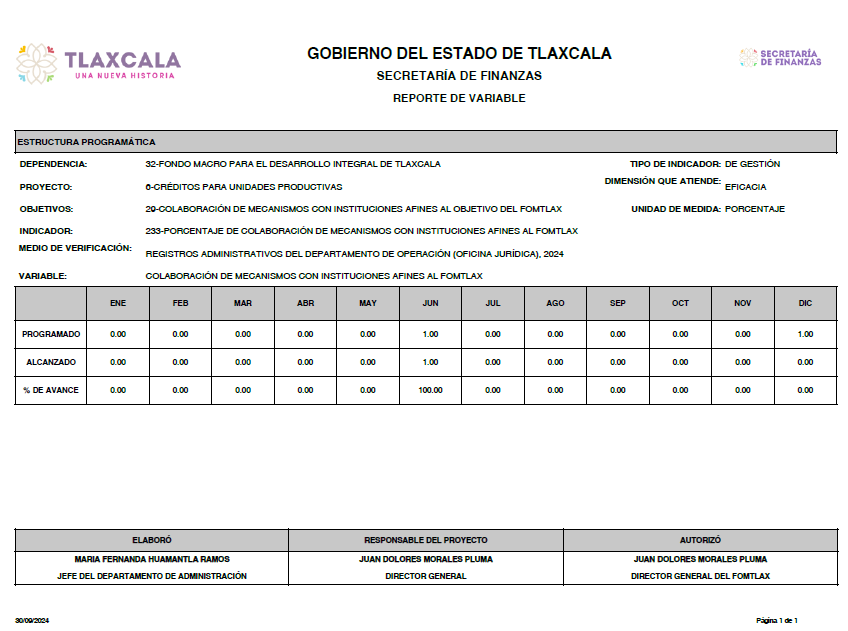 TLAXCALA
UNA NUEVA HISTORIA
GOBIERNO DEL ESTADO DE TLAXCALA
SECRETARÍA DE FINANZAS
REPORTE DE VARIABLE
SECRETARÍA
DE FINANZAS
ESTRUCTURA PROGRAMÁTICA
DEPENDENCIA: 32-FONDO MACRO PARA EL DESARROLLO INTEGRAL DE TLAXCALA TIPO DE INDICADOR: DE GESTIÓN
PROYECTO: 6-CRÉDITOS PARA UNIDADES PRODUCTIVAS DIMENSIÓN QUE ATIENDE: EFICACIA
OBJETIVOS: 29-COLABORACIÓN DE MECANISMOS CON INSTITUCIONES AFINES AL OBJETIVO DEL FOMTLAX UNIDAD DE MEDIDA: PORCENTAJE
INDICADOR: 233-PORCENTAJE DE COLABORACIÓN DE MECANISMOS CON INSTITUCIONES AFINES AL FOMTLAX
MEDIO DE VERIFICACIÓN: REGISTROS ADMINISTRATIVOS DEL DEPARTAMENTO DE OPERACIÓN (OFICINA JURÍDICA), 2024
VARIABLE: COLABORACIÓN DE MECANISMOS CON INSTITUCIONES AFINES AL FOMTLAX
ENE FEB MAR ABR MAY JUN JUL AGO SEP OCT NOV DIC
PROGRAMADO 0.00 0.00 0.00 0.00 0.00 1.00 0.00 0.00 0.00 0.00 0.00 1.00
ALCANZADO 0.00 0.00 0.00 0.00 0.00 1.00 0.00 0.00 0.00 0.00 0.00 0.00
% DE AVANCE 0.00 0.00 0.00 0.00 0.00 100.00 0.00 0.00 0.00 0.00 0.00 0.00
ELABORÓ RESPONSABLE DEL PROYECTO AUTORIZÓ
MARIA FERNANDA HUAMANTLA RAMOS JUAN DOLORES MORALES PLUMA JUAN DOLORES MORALES PLUMA
JEFE DEL DEPARTAMENTO DE ADMINISTRACIÓN DIRECTOR GENERAL DIRECTOR GENERAL DEL FOMTLAX
30/09/2024 Página 1 de 1